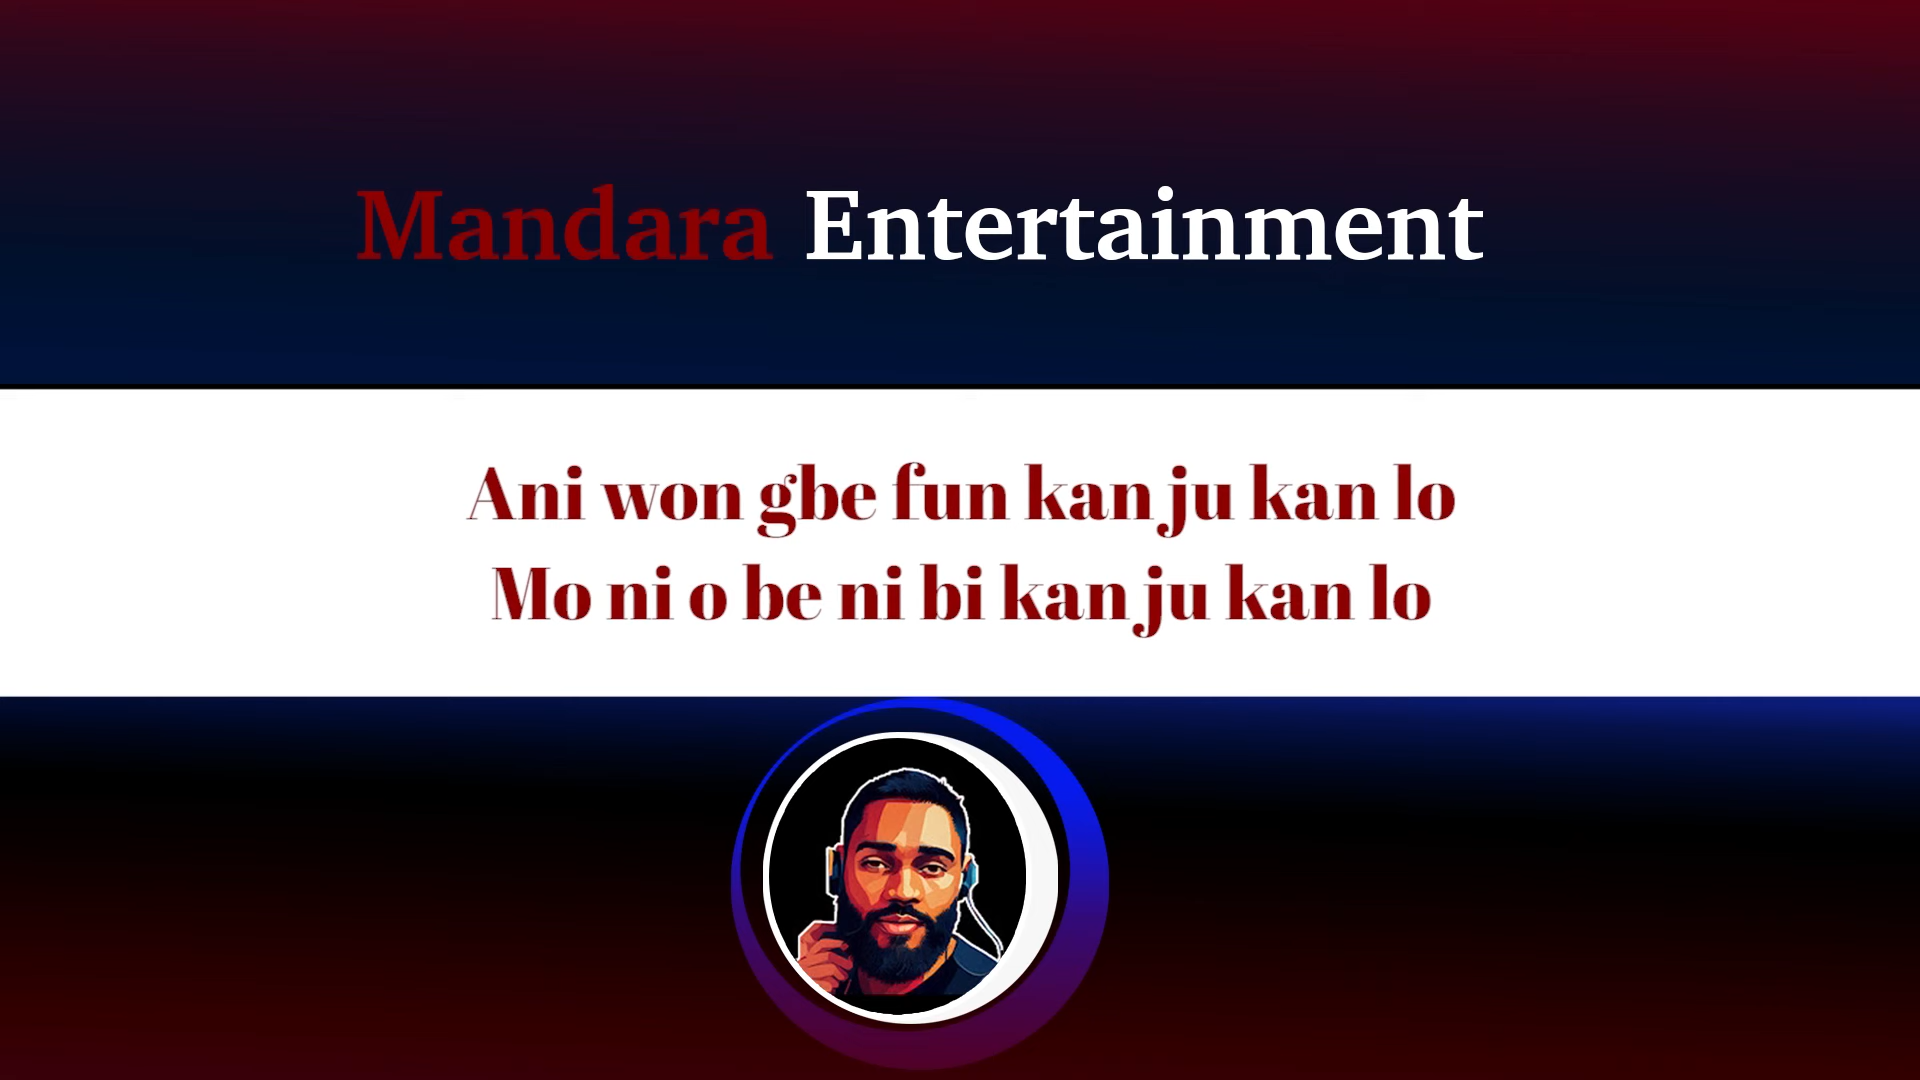 Mandara Entertainment
Ani won gbe fun kan ju kan lo
Mo ni o be ni bi kan ju kan lo